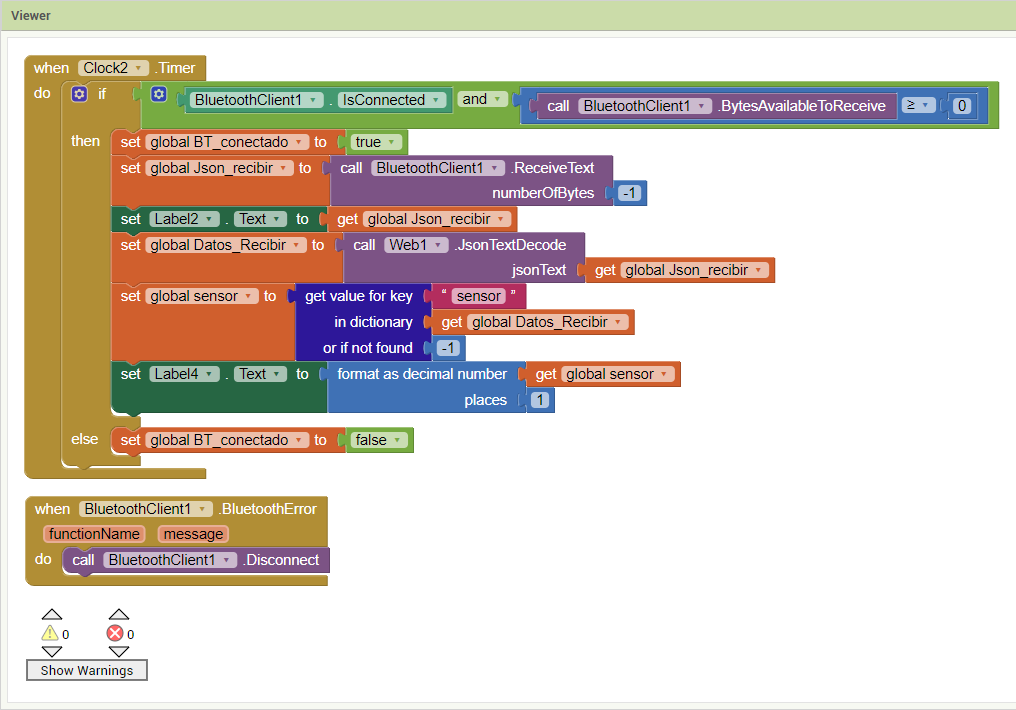 Viewer
when Clock2 .Timer
do if BluetoothClient1 . IsConnected and call BluetoothClient1 .BytesAvailableToReceive ≥ 0
then set global BT_conectado to true
set global Json_recibir to call BluetoothClient1 .ReceiveText
numberOfBytes -1
set Label2 . Text to get global Json_recibir
set global Datos_Recibir to call Web1 .JsonTextDecode
jsonText get global Json_recibir
set global sensor to get value for key “ sensor ”
in dictionary get global Datos_Recibir
or if not found -1
set Label4 . Text to format as decimal number get global sensor
places 1
else set global BT_conectado to false
when BluetoothClient1 .BluetoothError
functionName message
do call BluetoothClient1 .Disconnect
0 0
Show Warnings